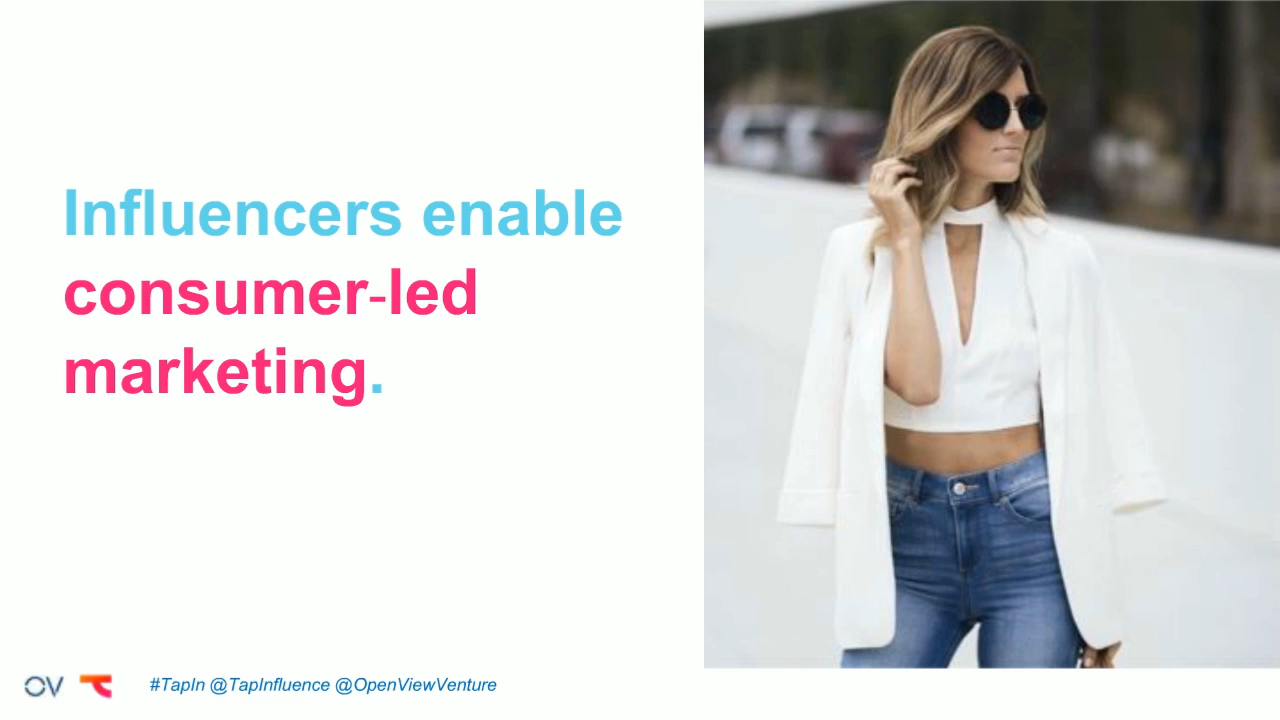 Influencers enable
consumer-led
marketing.
OV
#TapIn @TapInfluence @OpenViewVenture